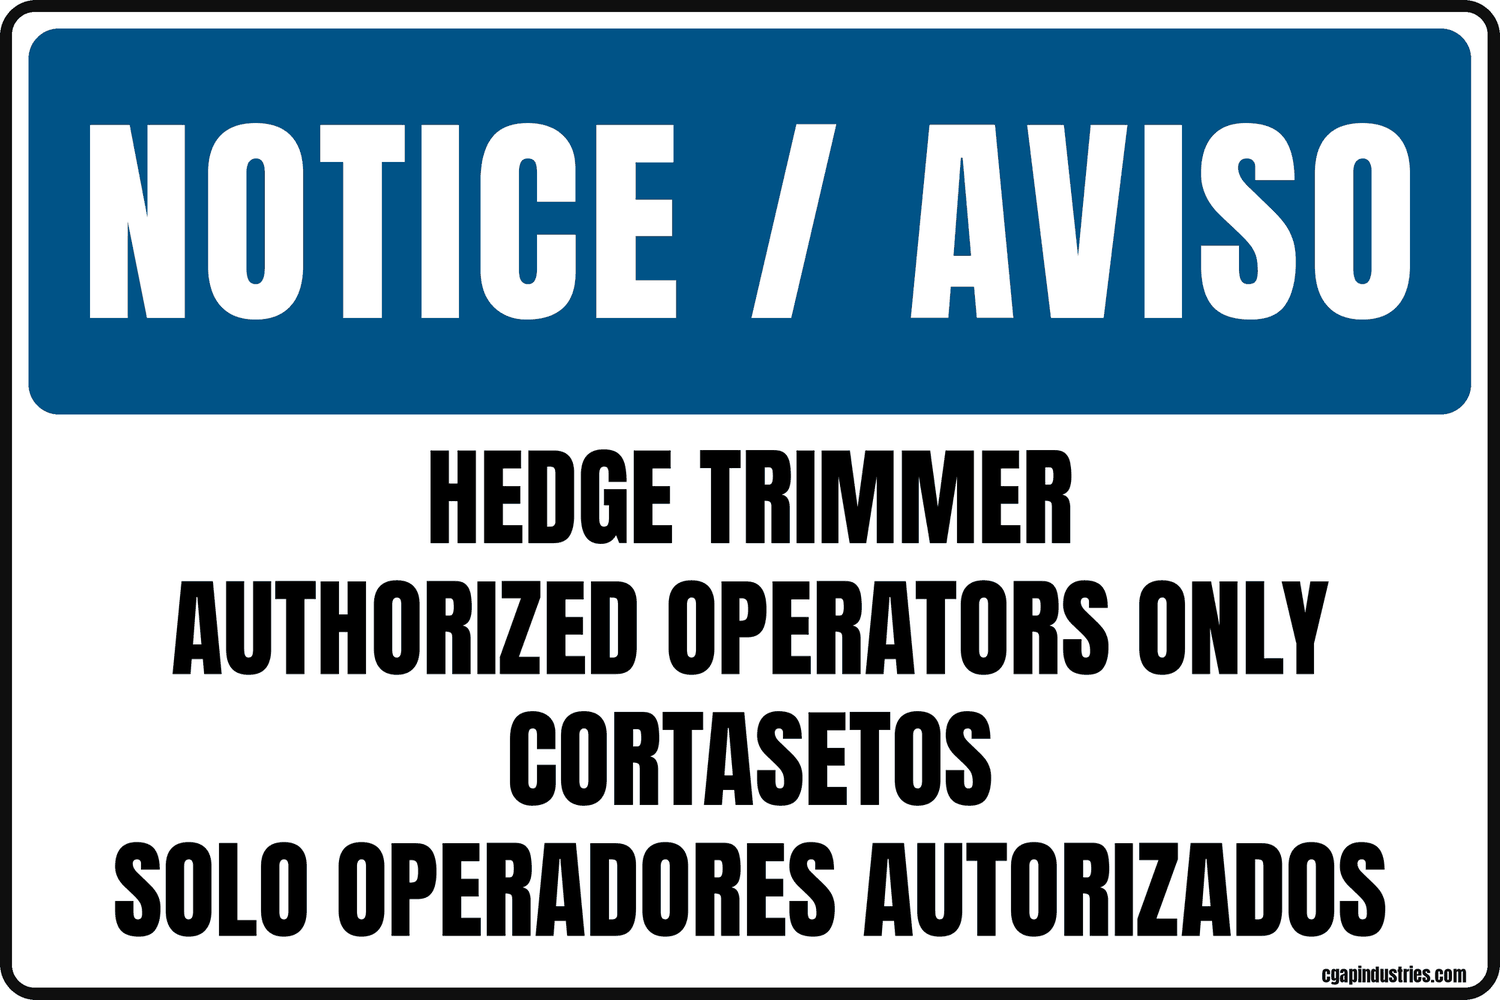 NOTICE / AVISO
HEDGE TRIMMER
AUTHORIZED OPERATORS ONLY
CORTASETOS
SOLO OPERADORES AUTORIZADOS
cgapindustries.com